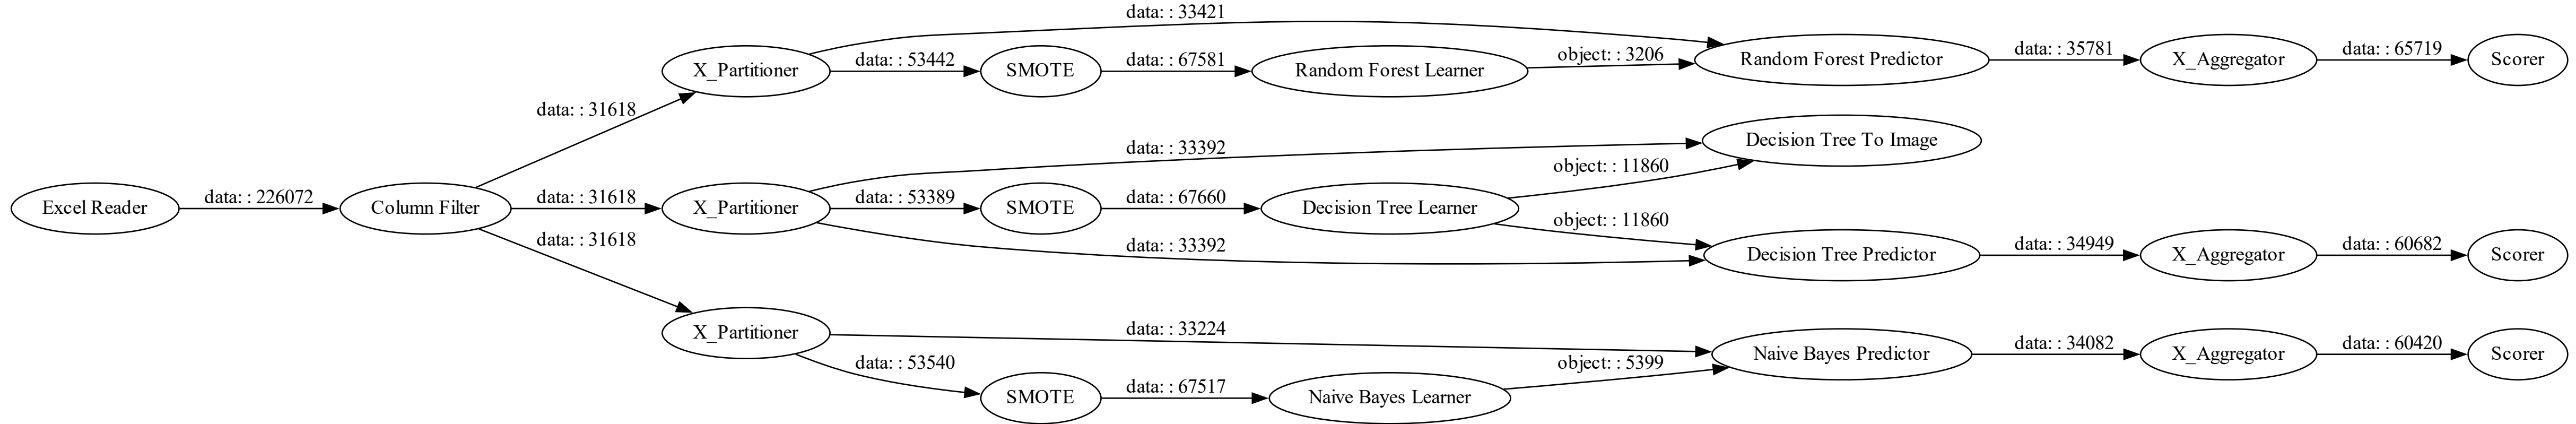 data: : 33421
X_Partitioner
data: : 53442
SMOTE
data: : 67581
Random Forest Learner
object: : 3206
Random Forest Predictor
data: : 35781
X_Aggregator
data: : 65719
Scorer
data: : 31618
Excel Reader
data: : 226072
Column Filter
data: : 31618
X_Partitioner
data: : 33392
data: : 53389
SMOTE
data: : 67660
Decision Tree Learner
object: : 11860
Decision Tree To Image
object: : 11860
data: : 33392
Decision Tree Predictor
data: : 34949
X_Aggregator
data: : 60682
Scorer
data: : 31618
X_Partitioner
data: : 33224
data: : 53540
SMOTE
data: : 67517
Naive Bayes Learner
object: : 5399
Naive Bayes Predictor
data: : 34082
X_Aggregator
data: : 60420
Scorer